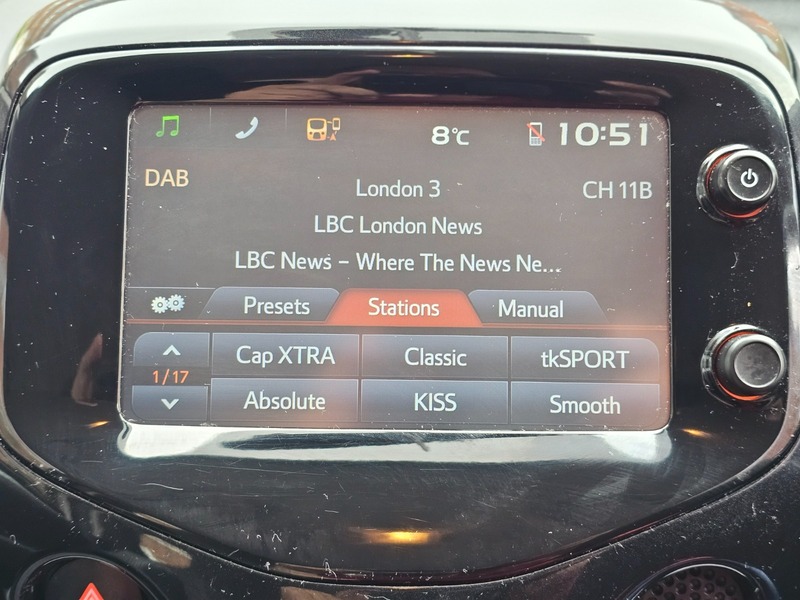 8°C 10:51
DAB London 3 CH 11B
LBC London News
LBC News – Where The News Ne...
Presets Stations Manual
Cap XTRA Classic tkSPORT
1/17
Absolute KISS Smooth